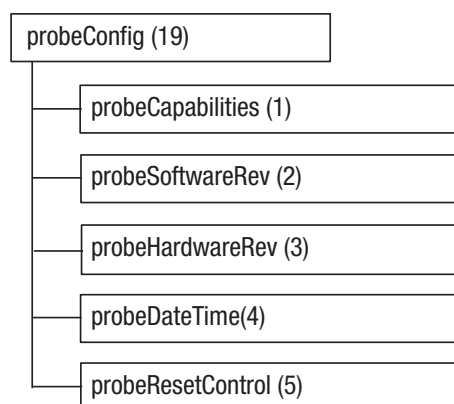 probeConfig (19)
probeCapabilities (1)
probeSoftwareRev (2)
probeHardwareRev (3)
probeDateTime(4)
probeResetControl (5)